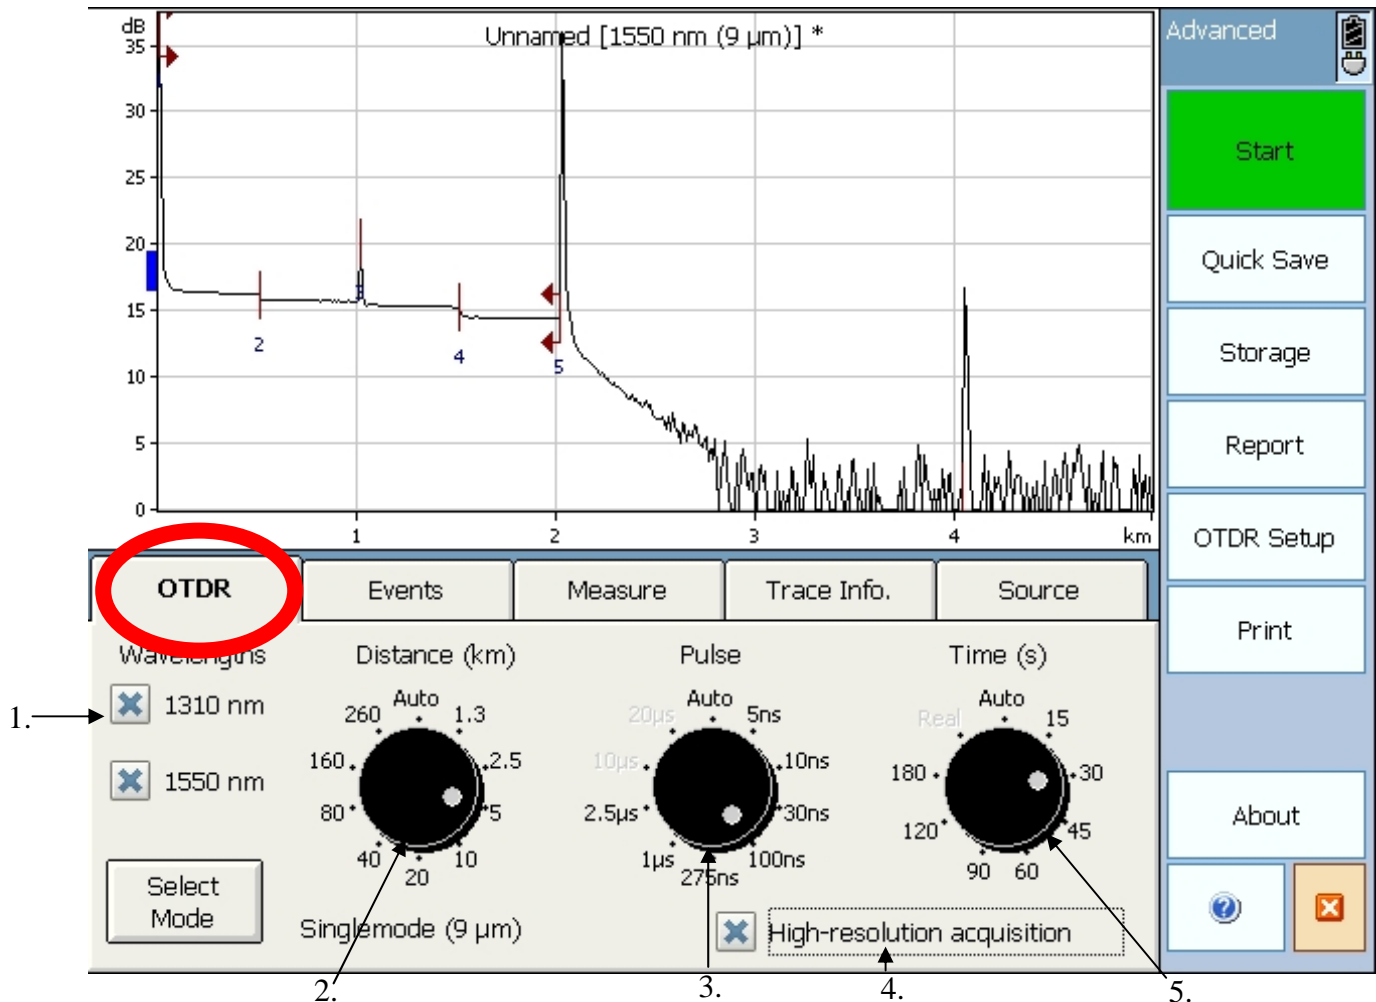 dB
Unnamed [1550 nm (9 µm)] *
35
30
25
20
15
10
5
0
2
3
4
5
1
2
3
4
km
OTDR
Events
Measure
Trace Info.
Source
Wavelengths
1310 nm
1550 nm
Select
Mode
Distance (km)
Auto
1.3
2.5
5
10
20
40
80
160
260
Singlemode (9 µm)
Pulse
Auto
5ns
10ns
30ns
100ns
275ns
1µs
2.5µs
10µs
20µs
High-resolution acquisition
Time (s)
Auto
15
30
45
60
90
120
180
Real
Advanced
Start
Quick Save
Storage
Report
OTDR Setup
Print
About
?
1.
2.
3.
4.
5.